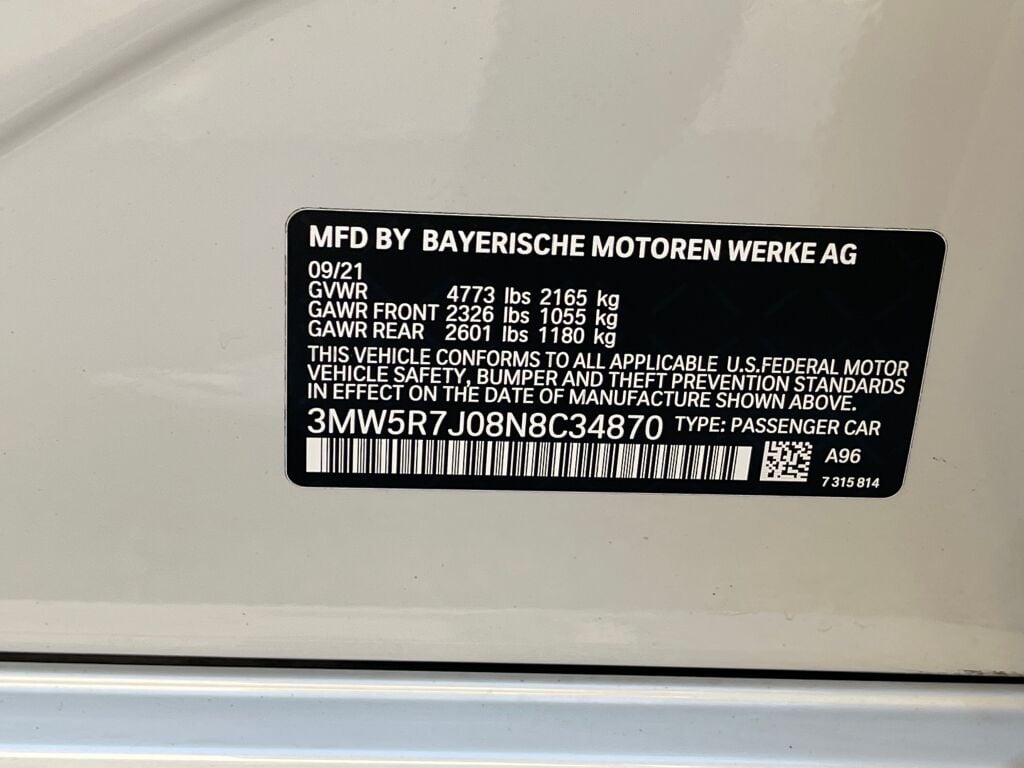 MFD BY BAYERISCHE MOTOREN WERKE AG
09/21
GVWR 4773 lbs 2165 kg
GAWR FRONT 2326 lbs 1055 kg
GAWR REAR 2601 lbs 1180 kg
THIS VEHICLE CONFORMS TO ALL APPLICABLE U.S.FEDERAL MOTOR
VEHICLE SAFETY, BUMPER AND THEFT PREVENTION STANDARDS
IN EFFECT ON THE DATE OF MANUFACTURE SHOWN ABOVE.
3MW5R7J08N8C34870 TYPE: PASSENGER CAR
A96
7 315 814